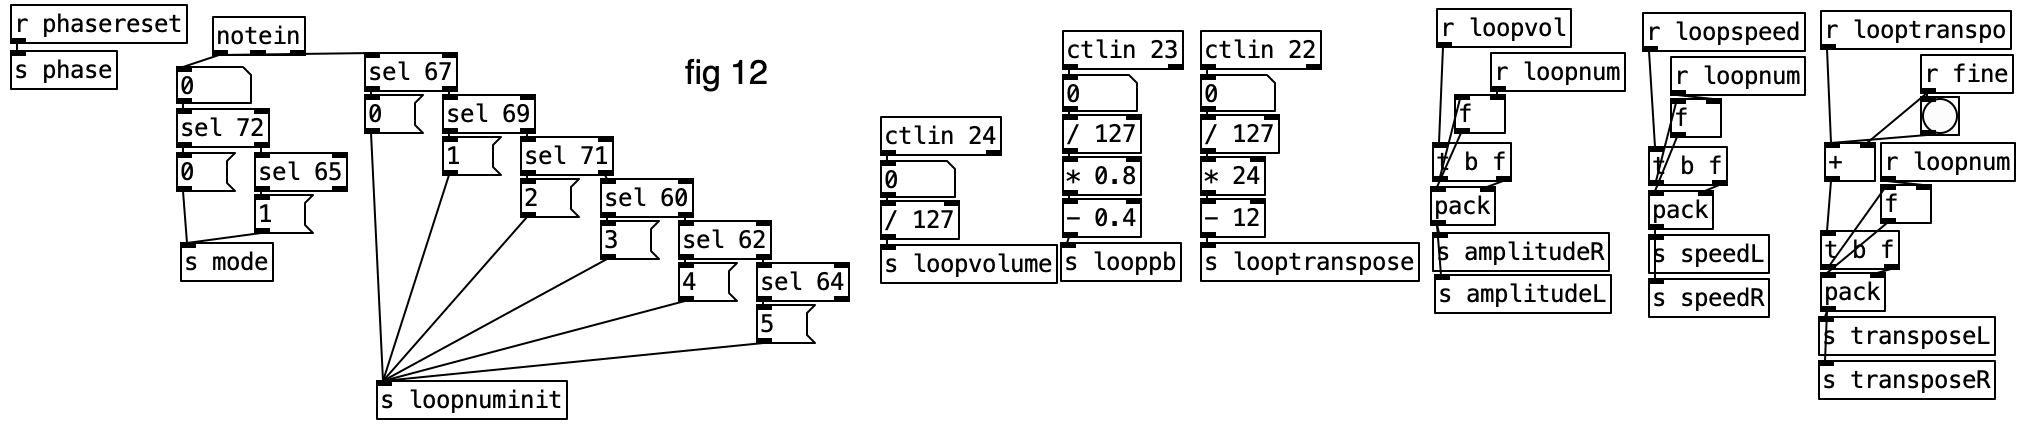 r phasereset
s phase
notein
0
sel 72
0
sel 65
1
s mode
sel 67
0
sel 69
1
sel 71
2
sel 60
3
sel 62
4
sel 64
5
s loopnuminit
fig 12
ctlin 24
0
/ 127
s loopvolume
ctlin 23
0
/ 127
* 0.8
- 0.4
s looppb
ctlin 22
0
/ 127
* 24
- 12
s looptranspose
r loopvol
r loopnum
f
t b f
pack
s amplitudeR
s amplitudeL
r loopspeed
r loopnum
f
t b f
pack
s speedL
s speedR
r looptranspo
r fine
+
r loopnum
f
t b f
pack
s transposeL
s transposeR